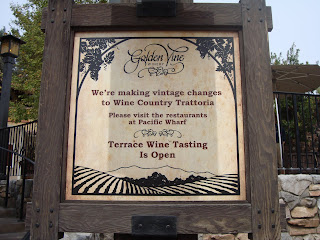 Golden Vine
WINERY
We're making vintage changes
to Wine Country Trattoria
Please visit the restaurants
at Pacific Wharf
Terrace Wine Tasting
Is Open